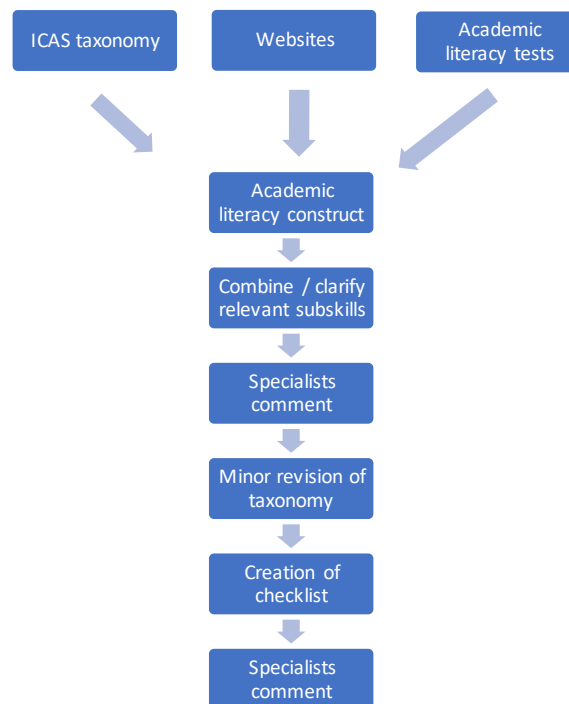 ICAS taxonomy
Websites
Academic
literacy tests
Academic
literacy construct
Combine / clarify
relevant subskills
Specialists
comment
Minor revision of
taxonomy
Creation of
checklist
Specialists
comment